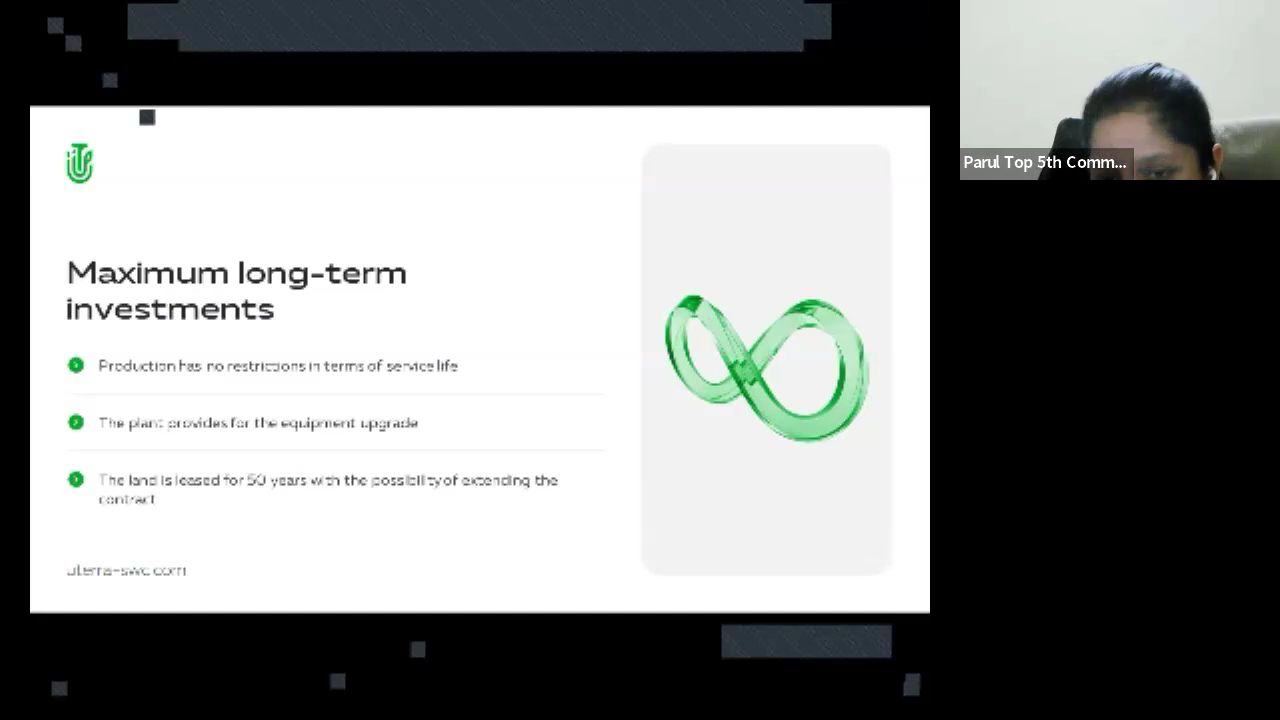 Maximum long-term
investments
Production has no restrictions in terms of service life
The plant provides for the equipment upgrade
The land is leased for 50 years with the possibility of extending the
contract
uterra-swc.com
Parul Top 5th Comm...